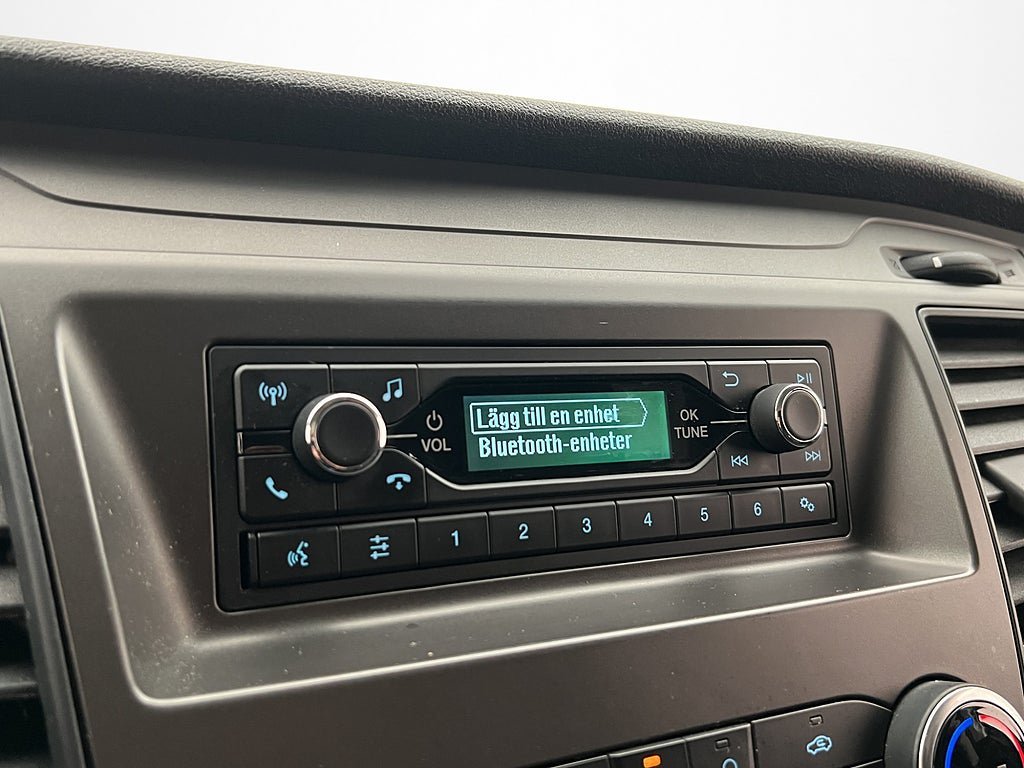 VOL
Lägg till en enhet
Bluetooth-enheter
OK
TUNE
1 2 3 4 5 6